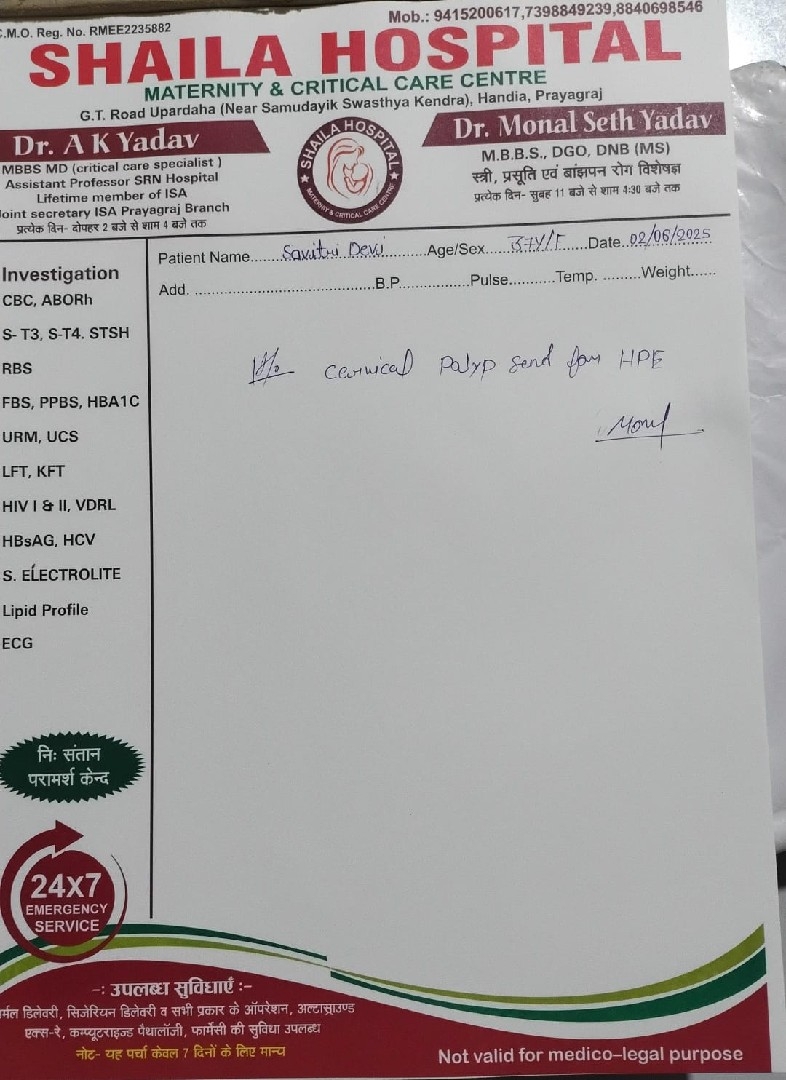 C.M.O. Reg. No. RMEE2235882
Mob.: 9415200617,7398849239,8840698546
SHAILA HOSPITAL
MATERNITY & CRITICAL CARE CENTRE
G.T. Road Upardaha (Near Samudayik Swasthya Kendra), Handia, Prayagraj
Dr. A K Yadav
MBBS MD (critical care specialist )
Assistant Professor SRN Hospital
Lifetime member of ISA
Joint secretary ISA Prayagraj Branch
प्रत्येक दिन- दोपहर 2 बजे से शाम 4 बजे तक
SHAILA HOSPITAL
MATERNITY & CRITICAL CARE CENTRE
Dr. Monal Seth Yadav
M.B.B.S., DGO, DNB (MS)
स्त्री, प्रसूति एवं बांझपन रोग विशेषज्ञ
प्रत्येक दिन- सुबह 11 बजे से शाम 4:30 बजे तक
Patient Name......Savitri Devi..........Age/Sex.... ......Date..02/06/2025
Add. ......................................B.P...............Pulse..........Temp. ........Weight......
Investigation
CBC, ABORh
S- T3, S-T4. STSH
RBS
FBS, PPBS, HBA1C
URM, UCS
LFT, KFT
HIV I & II, VDRL
HBsAG, HCV
S. ELECTROLITE
Lipid Profile
ECG
cervical polyp send for HPE
निः संतान
परामर्श केन्द
24x7
EMERGENCY
SERVICE
-: उपलब्ध सुविधाएँ :-
र्मल डिलेवरी, सिजेरियन डिलेवरी व सभी प्रकार के ऑपरेशन, अल्टासाउण्ड
एक्स-रे, कम्प्यूटराइज्ड पैथालॉजी, फार्मेसी की सुविधा उपलब्ध
नोट- यह पर्चा केवल 7 दिनों के लिए मान्य
Not valid for medico-legal purpose